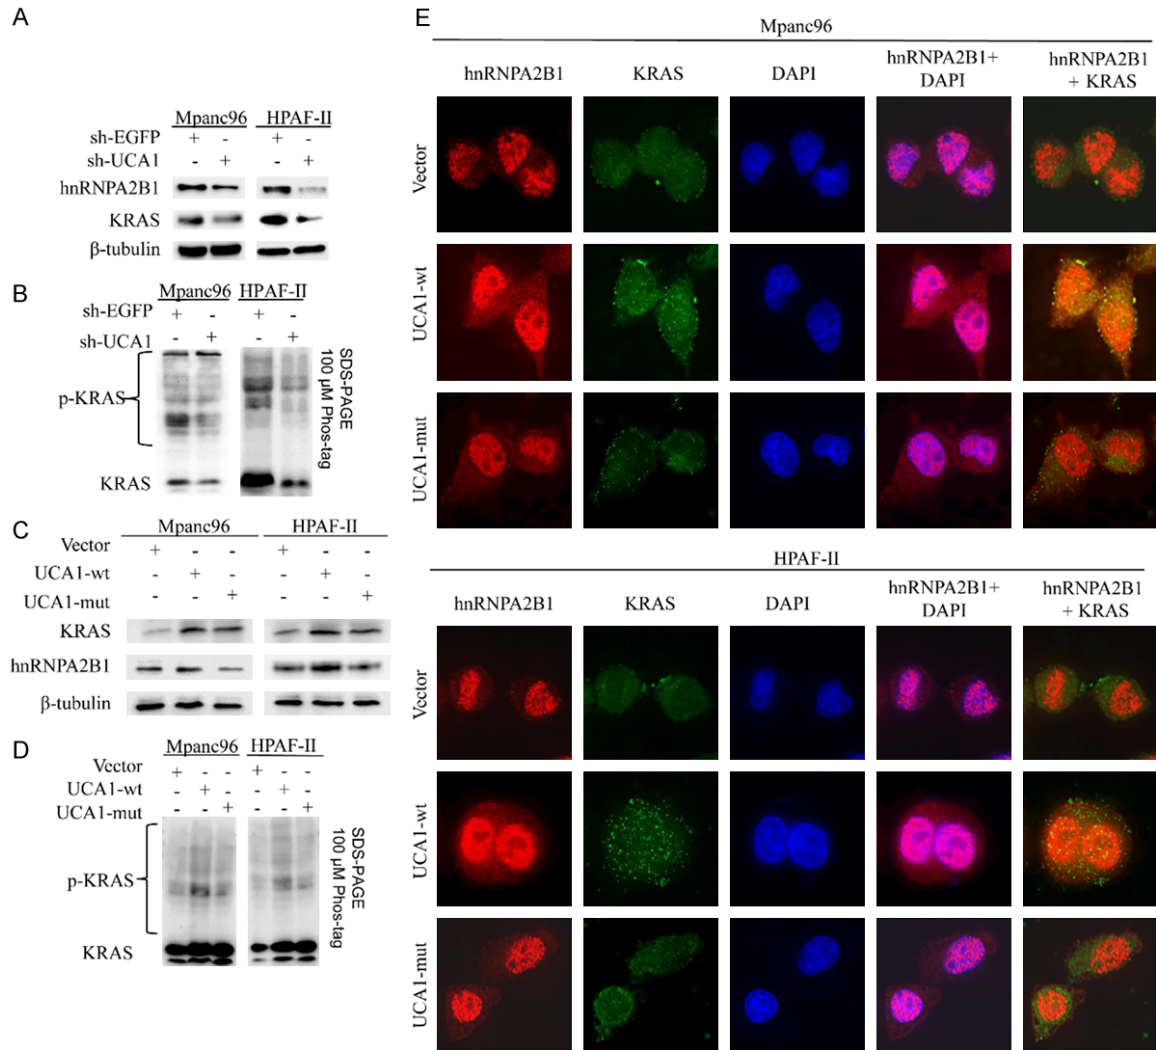 A
Mpanc96 HPAF-II
sh-EGFP + - + -
sh-UCA1 - + - +
hnRNPA2B1
KRAS
β-tubulin
B
Mpanc96 HPAF-II
sh-EGFP + - + -
sh-UCA1 - + - +
p-KRAS
KRAS
SDS-PAGE
100 µM Phos-tag
C
Mpanc96 HPAF-II
Vector + - - + - -
UCA1-wt - + - - + -
UCA1-mut - - + - - +
KRAS
hnRNPA2B1
β-tubulin
D
Mpanc96 HPAF-II
Vector + - - + - -
UCA1-wt - + - - + -
UCA1-mut - - + - - +
p-KRAS
KRAS
SDS-PAGE
100 µM Phos-tag
E
Mpanc96
hnRNPA2B1 KRAS DAPI hnRNPA2B1+ hnRNPA2B1
DAPI + KRAS
Vector
UCA1-wt
UCA1-mut
HPAF-II
hnRNPA2B1 KRAS DAPI hnRNPA2B1+ hnRNPA2B1
DAPI + KRAS
Vector
UCA1-wt
UCA1-mut